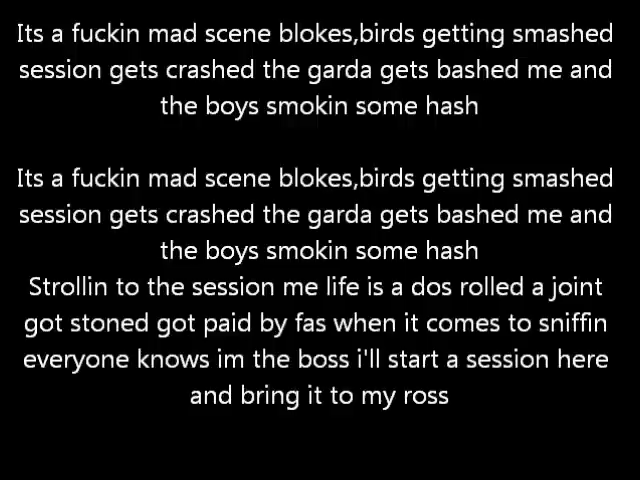 Its a fuckin mad scene blokes,birds getting smashed
session gets crashed the garda gets bashed me and
the boys smokin some hash
Its a fuckin mad scene blokes,birds getting smashed
session gets crashed the garda gets bashed me and
the boys smokin some hash
Strollin to the session me life is a dos rolled a joint
got stoned got paid by fas when it comes to sniffin
everyone knows im the boss i'll start a session here
and bring it to my ross